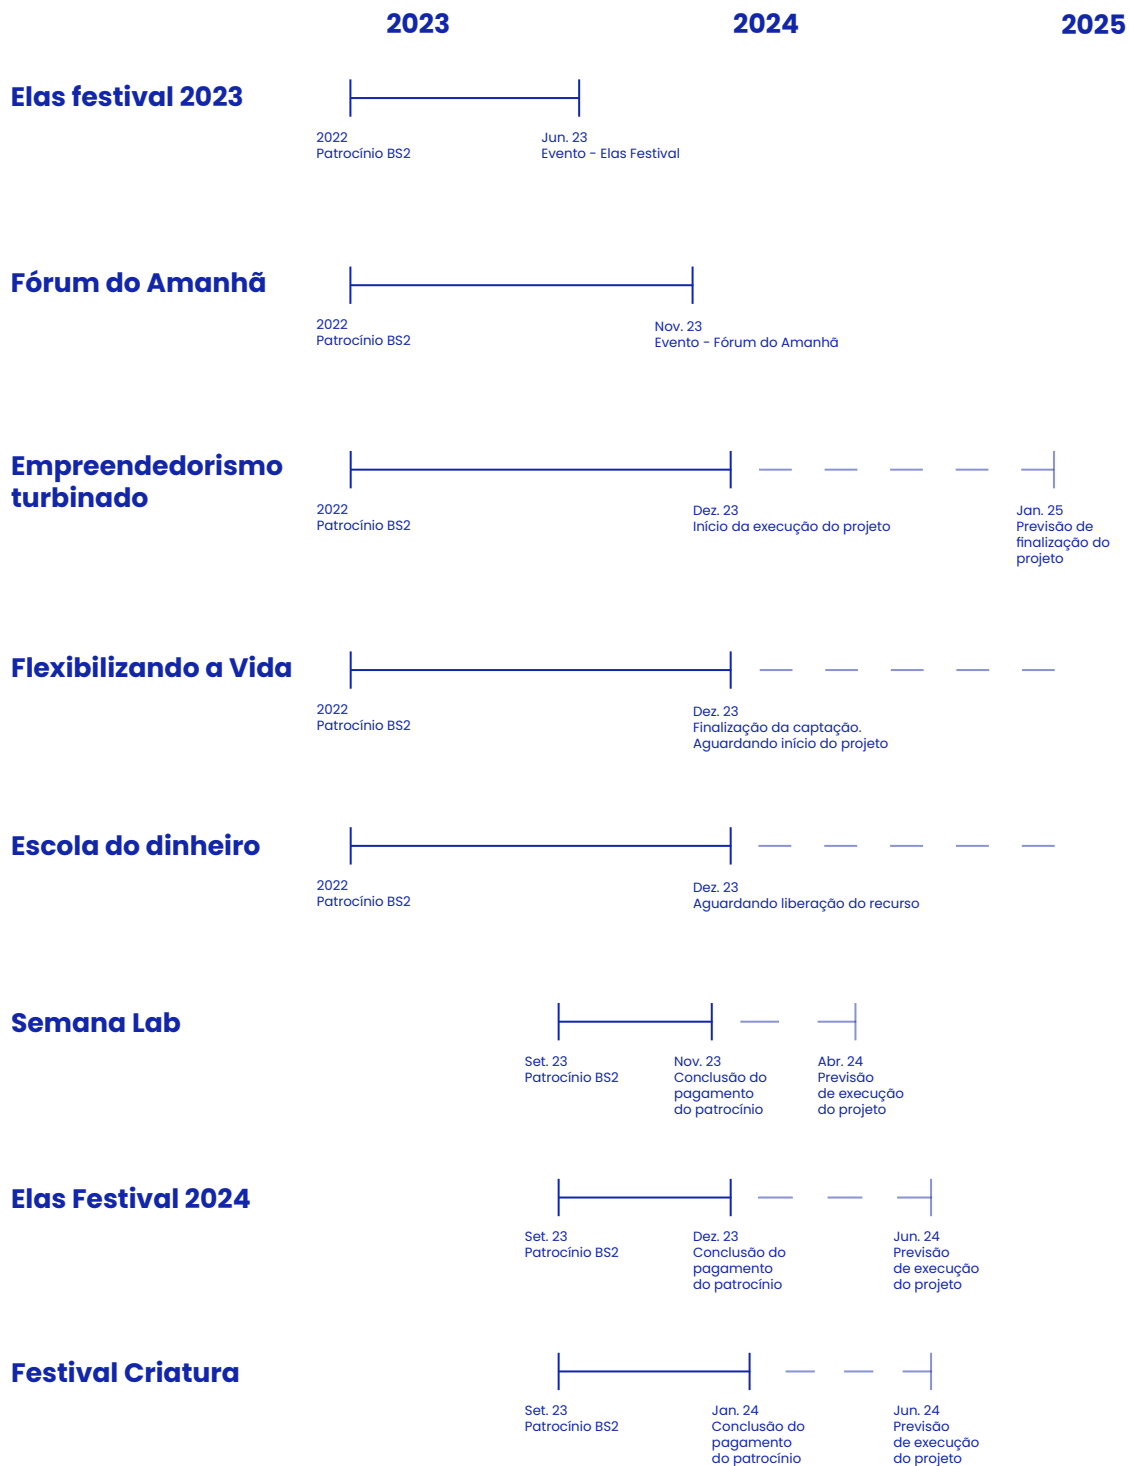 2023
2024
2025
Elas festival 2023
2022
Patrocínio BS2
Jun. 23
Evento - Elas Festival
Fórum do Amanhã
2022
Patrocínio BS2
Nov. 23
Evento - Fórum do Amanhã
Empreendedorismo
turbinado
2022
Patrocínio BS2
Dez. 23
Início da execução do projeto
Jan. 25
Previsão de
finalização do
projeto
Flexibilizando a Vida
2022
Patrocínio BS2
Dez. 23
Finalização da captação.
Aguardando início do projeto
Escola do dinheiro
2022
Patrocínio BS2
Dez. 23
Aguardando liberação do recurso
Semana Lab
Set. 23
Patrocínio BS2
Nov. 23
Conclusão do
pagamento
do patrocínio
Abr. 24
Previsão
de execução
do projeto
Elas Festival 2024
Set. 23
Patrocínio BS2
Dez. 23
Conclusão do
pagamento
do patrocínio
Jun. 24
Previsão
de execução
do projeto
Festival Criatura
Set. 23
Patrocínio BS2
Jan. 24
Conclusão do
pagamento
do patrocínio
Jun. 24
Previsão
de execução
do projeto